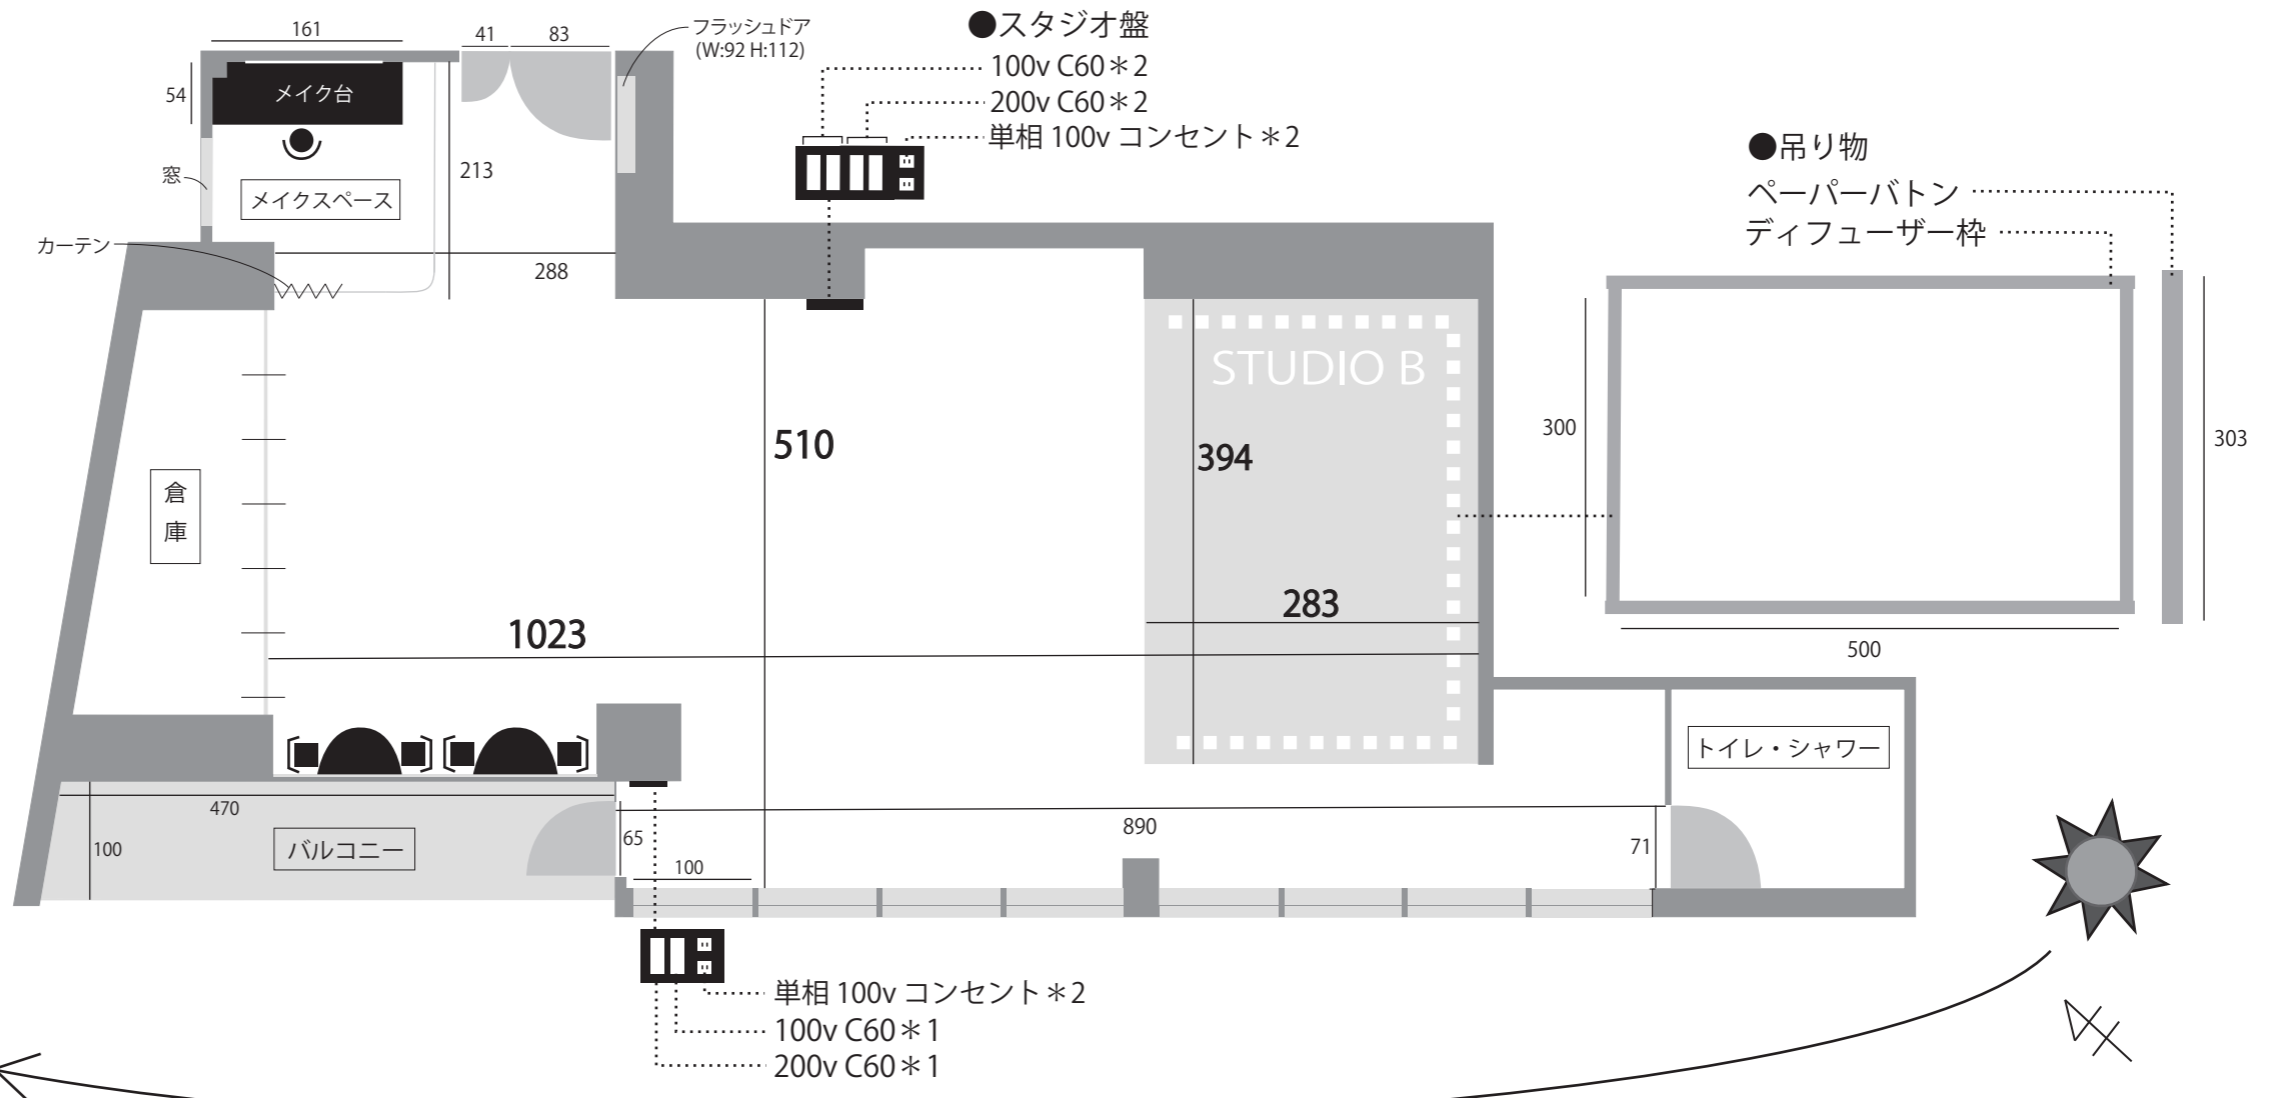 161
41
83
フラッシュドア
(W:92 H:112)
●スタジオ盤
100v C60＊2
200v C60＊2
単相 100v コンセント＊2
54
メイク台
窓
メイクスペース
213
カーテン
288
●吊り物
ペーパーバトン
ディフューザー枠
STUDIO B
510
394
300
303
倉
庫
283
1023
500
トイレ・シャワー
470
890
バルコニー
100
65
71
100
単相 100v コンセント＊2
100v C60＊1
200v C60＊1